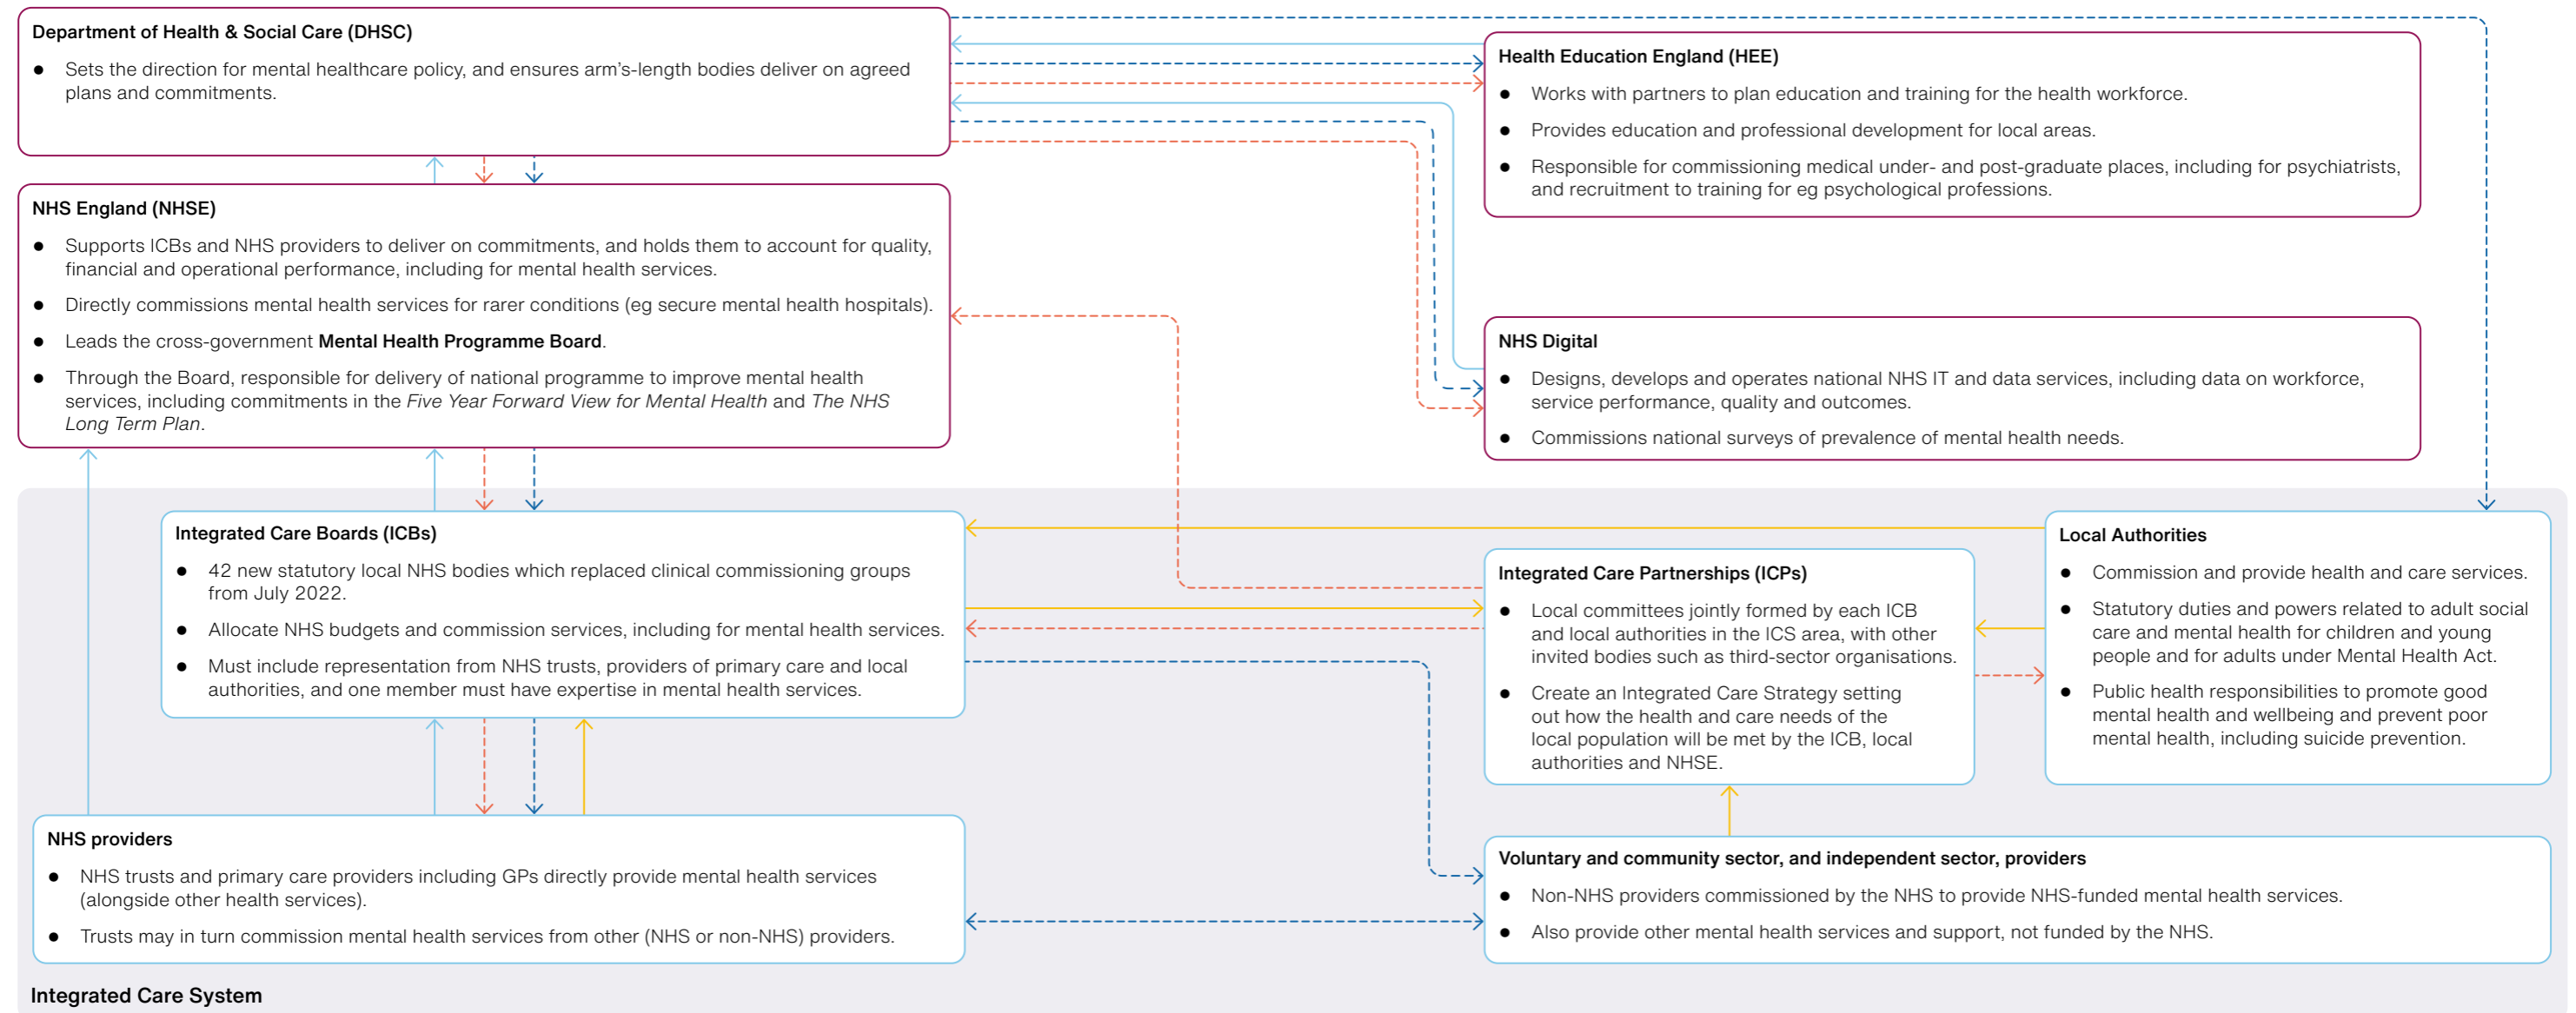 Department of Health & Social Care (DHSC)
● Sets the direction for mental healthcare policy, and ensures arm's-length bodies deliver on agreed
plans and commitments.
Health Education England (HEE)
● Works with partners to plan education and training for the health workforce.
● Provides education and professional development for local areas.
● Responsible for commissioning medical under- and post-graduate places, including for psychiatrists,
and recruitment to training for eg psychological professions.
NHS England (NHSE)
● Supports ICBs and NHS providers to deliver on commitments, and holds them to account for quality,
financial and operational performance, including for mental health services.
● Directly commissions mental health services for rarer conditions (eg secure mental health hospitals).
● Leads the cross-government Mental Health Programme Board.
● Through the Board, responsible for delivery of national programme to improve mental health
services, including commitments in the Five Year Forward View for Mental Health and The NHS
Long Term Plan.
NHS Digital
● Designs, develops and operates national NHS IT and data services, including data on workforce,
service performance, quality and outcomes.
● Commissions national surveys of prevalence of mental health needs.
Integrated Care Boards (ICBs)
● 42 new statutory local NHS bodies which replaced clinical commissioning groups
from July 2022.
● Allocate NHS budgets and commission services, including for mental health services.
● Must include representation from NHS trusts, providers of primary care and local
authorities, and one member must have expertise in mental health services.
Integrated Care Partnerships (ICPs)
● Local committees jointly formed by each ICB
and local authorities in the ICS area, with other
invited bodies such as third-sector organisations.
● Create an Integrated Care Strategy setting
out how the health and care needs of the
local population will be met by the ICB, local
authorities and NHSE.
Local Authorities
● Commission and provide health and care services.
● Statutory duties and powers related to adult social
care and mental health for children and young
people and for adults under Mental Health Act.
● Public health responsibilities to promote good
mental health and wellbeing and prevent poor
mental health, including suicide prevention.
NHS providers
● NHS trusts and primary care providers including GPs directly provide mental health services
(alongside other health services).
● Trusts may in turn commission mental health services from other (NHS or non-NHS) providers.
Voluntary and community sector, and independent sector, providers
● Non-NHS providers commissioned by the NHS to provide NHS-funded mental health services.
● Also provide other mental health services and support, not funded by the NHS.
Integrated Care System